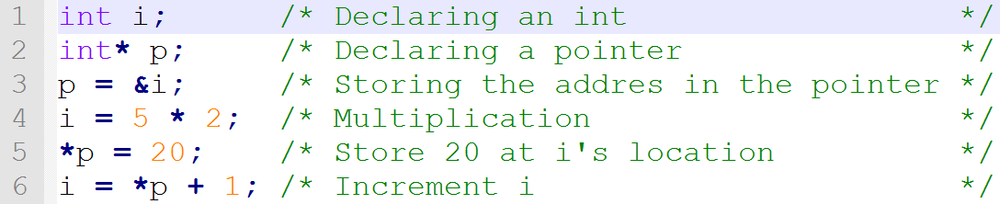 1 int i;      /* Declaring an int                  */
2 int* p;     /* Declaring a pointer               */
3 p = &i;     /* Storing the addres in the pointer */
4 i = 5 * 2;  /* Multiplication                    */
5 *p = 20;    /* Store 20 at i's location          */
6 i = *p + 1; /* Increment i                       */